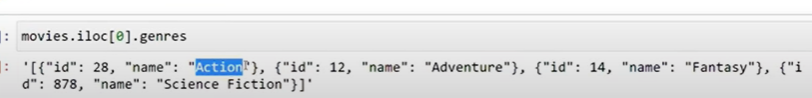 ]: movies.iloc[0].genres
]: '[{"id": 28, "name": "Action"}, {"id": 12, "name": "Adventure"}, {"id": 14, "name": "Fantasy"}, {"i
d": 878, "name": "Science Fiction"}]'